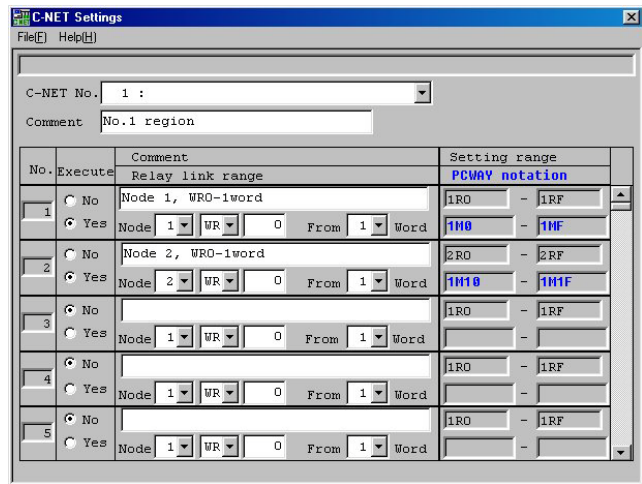 C-NET Settings
File(F) Help(H)
C-NET No. 1 :
Comment No.1 region
No. Execute Comment Setting range
Relay link range PCWAY notation
1 No Node 1, WR0-1word 1R0 - 1RF
Yes Node 1 WR 0 From 1 Word 1M0 - 1MF
2 No Node 2, WR0-1word 2R0 - 2RF
Yes Node 2 WR 0 From 1 Word 1M10 - 1M1F
3 No 1R0 - 1RF
Yes Node 1 WR 0 From 1 Word -
4 No 1R0 - 1RF
Yes Node 1 WR 0 From 1 Word -
5 No 1R0 - 1RF
Yes Node 1 WR 0 From 1 Word -